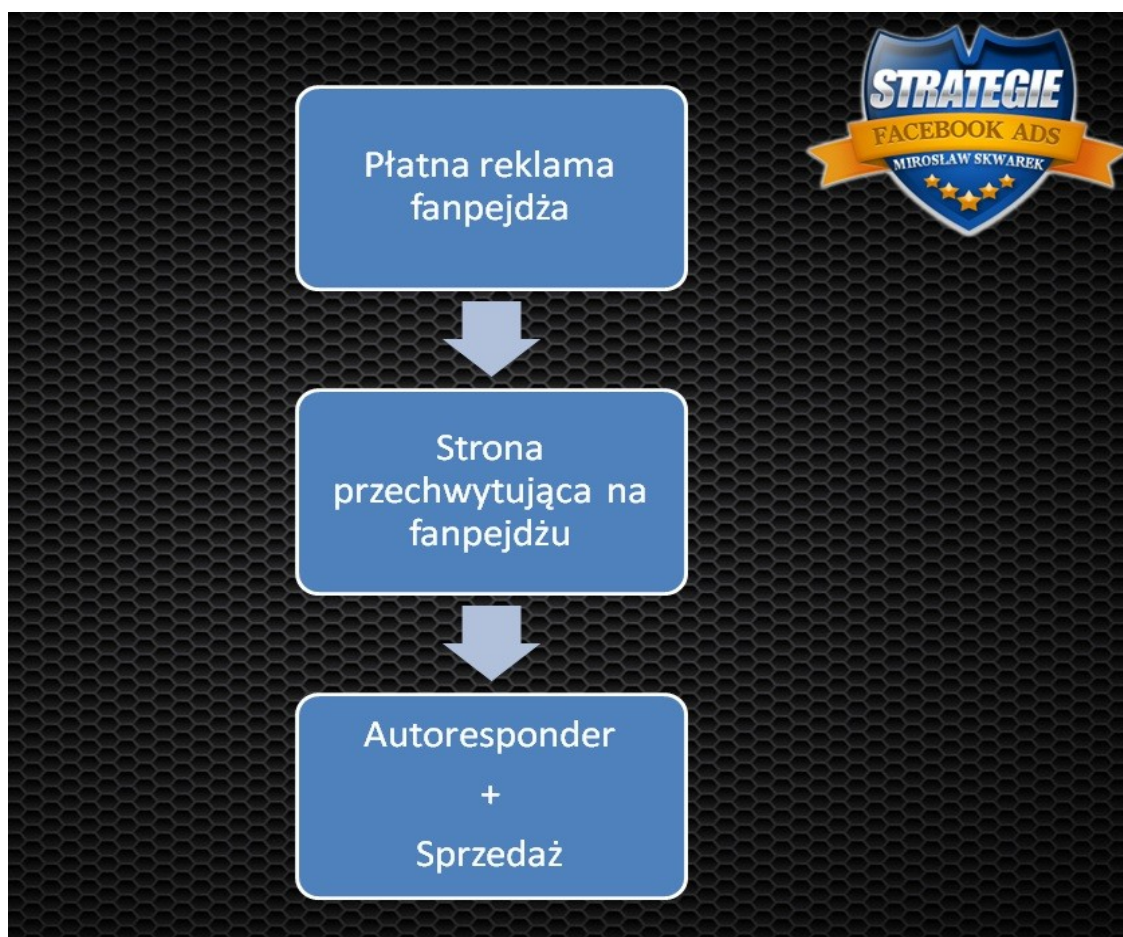 STRATEGIE
FACEBOOK ADS
MIROSŁAW SKWAREK
Płatna reklama
fanpejdża
Strona
przechwytująca na
fanpejdżu
Autoresponder
+
Sprzedaż